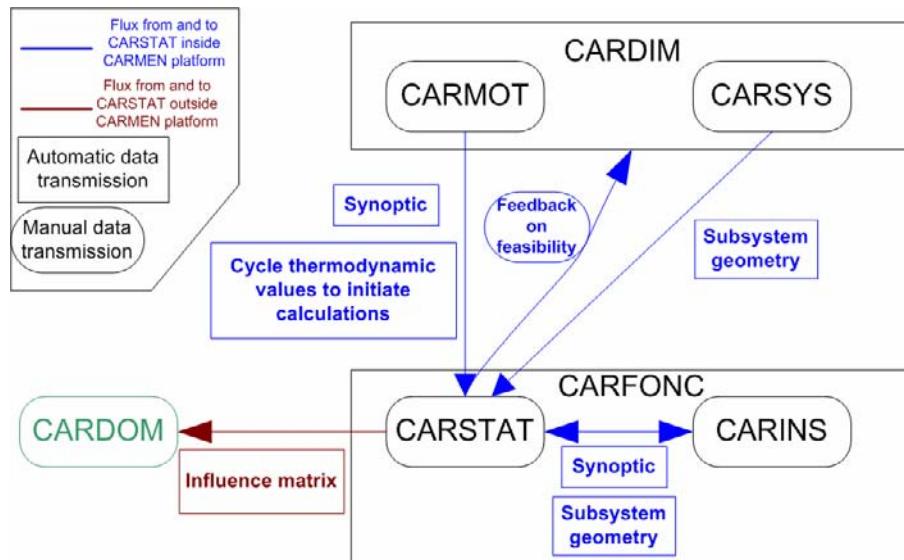 Flux from and to
CARSTAT inside
CARMEN platform
Flux from and to
CARSTAT outside
CARMEN platform
Automatic data
transmission
Manual data
transmission
CARDIM
CARMOT
CARSYS
Synoptic
Cycle thermodynamic
values to initiate
calculations
Feedback
on
feasibility
Subsystem
geometry
CARFONC
CARDOM
CARSTAT
CARINS
Influence matrix
Synoptic
Subsystem
geometry